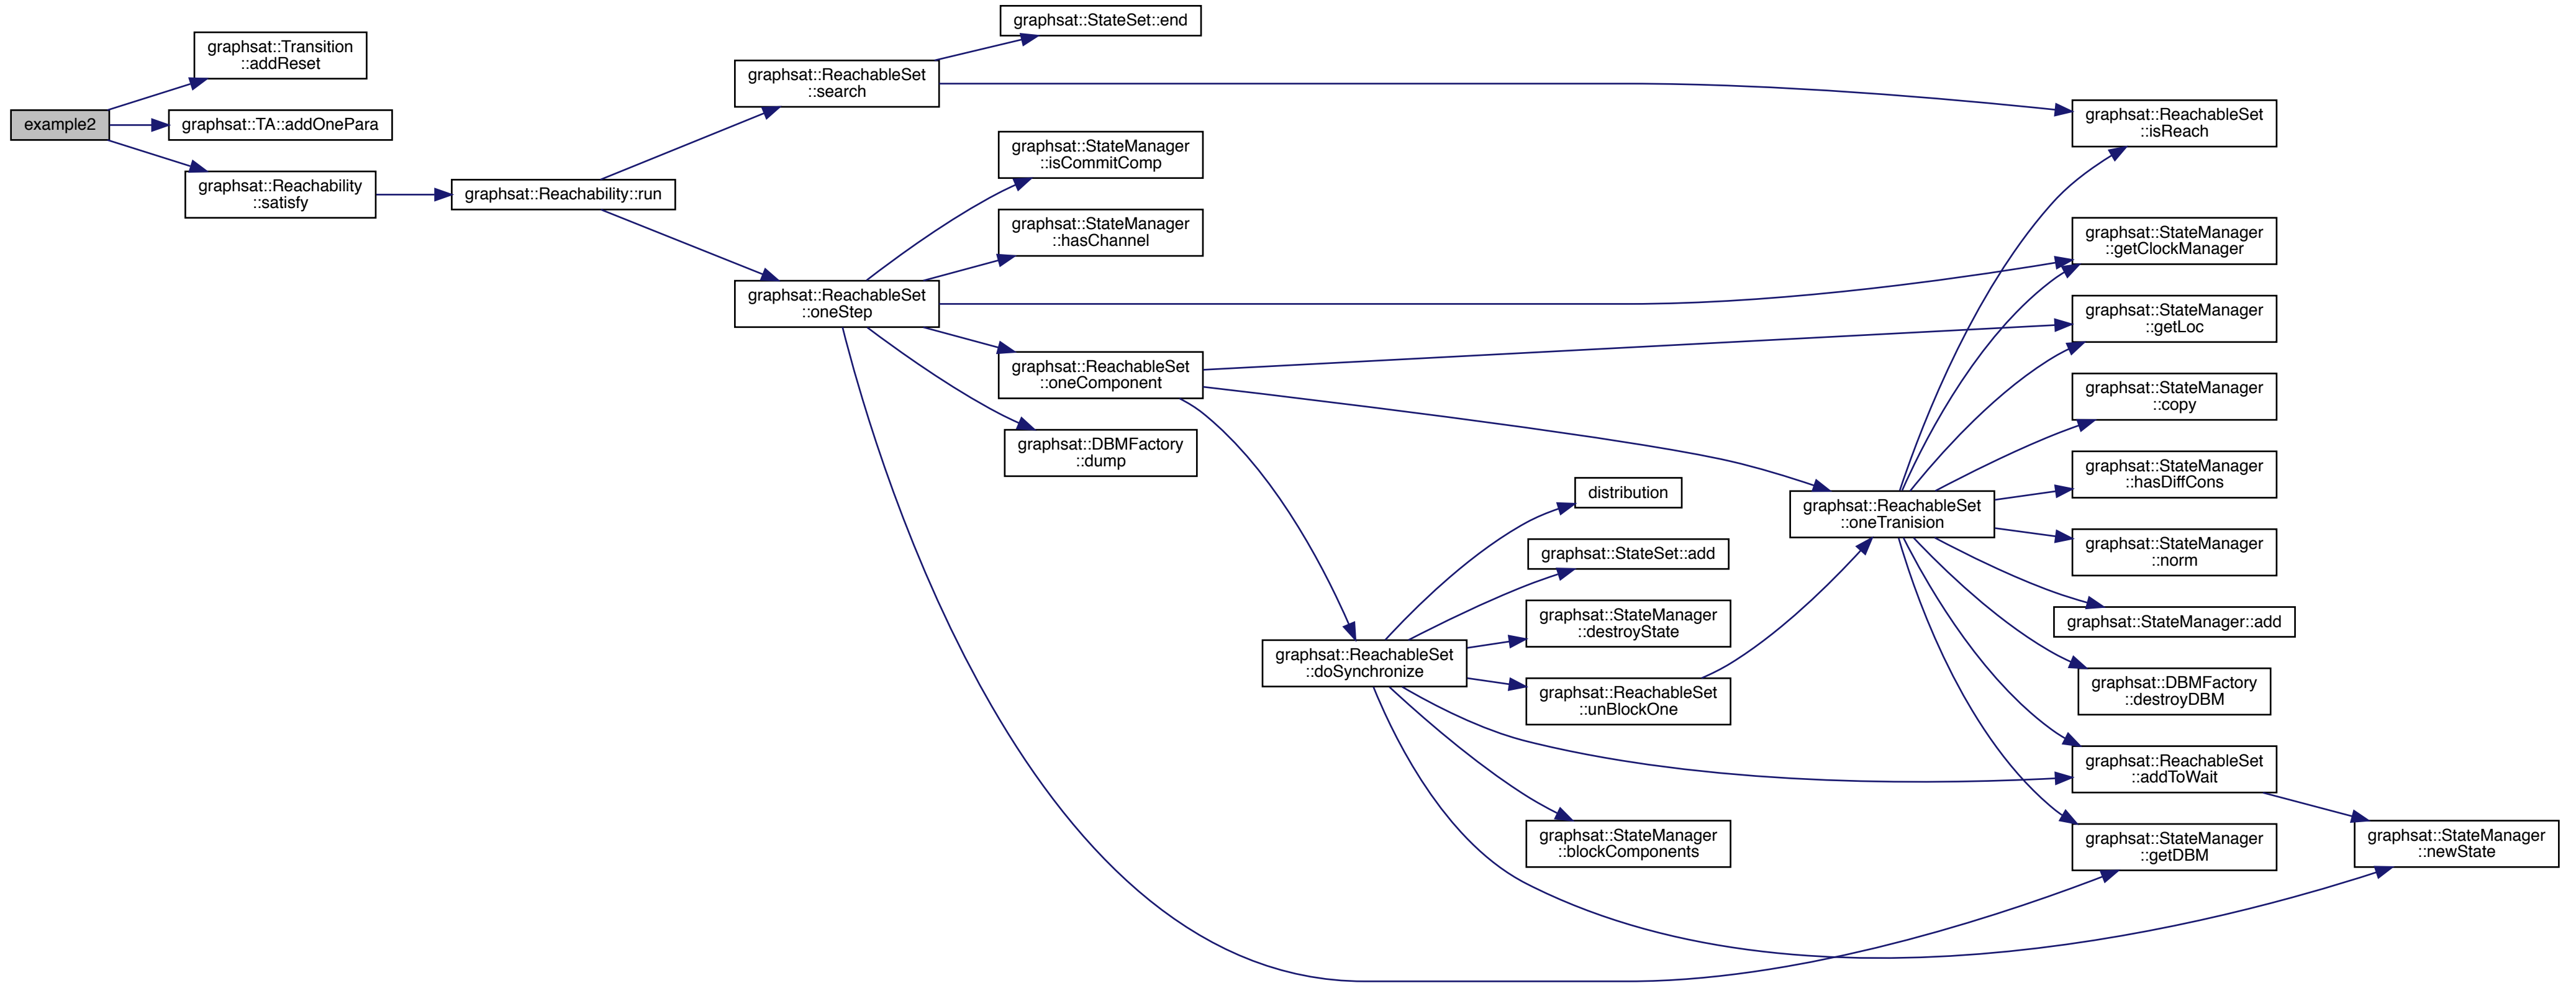 example2
graphsat::Transition
::addReset
graphsat::TA::addOnePara
graphsat::Reachability
::satisfy
graphsat::Reachability::run
graphsat::ReachableSet
::search
graphsat::ReachableSet
::oneStep
graphsat::StateSet::end
graphsat::StateManager
::isCommitComp
graphsat::StateManager
::hasChannel
graphsat::ReachableSet
::oneComponent
graphsat::DBMFactory
::dump
graphsat::ReachableSet
::doSynchronize
distribution
graphsat::StateSet::add
graphsat::StateManager
::destroyState
graphsat::ReachableSet
::unBlockOne
graphsat::StateManager
::blockComponents
graphsat::ReachableSet
::oneTranision
graphsat::ReachableSet
::isReach
graphsat::StateManager
::getClockManager
graphsat::StateManager
::getLoc
graphsat::StateManager
::copy
graphsat::StateManager
::hasDiffCons
graphsat::StateManager
::norm
graphsat::StateManager::add
graphsat::DBMFactory
::destroyDBM
graphsat::ReachableSet
::addToWait
graphsat::StateManager
::getDBM
graphsat::StateManager
::newState